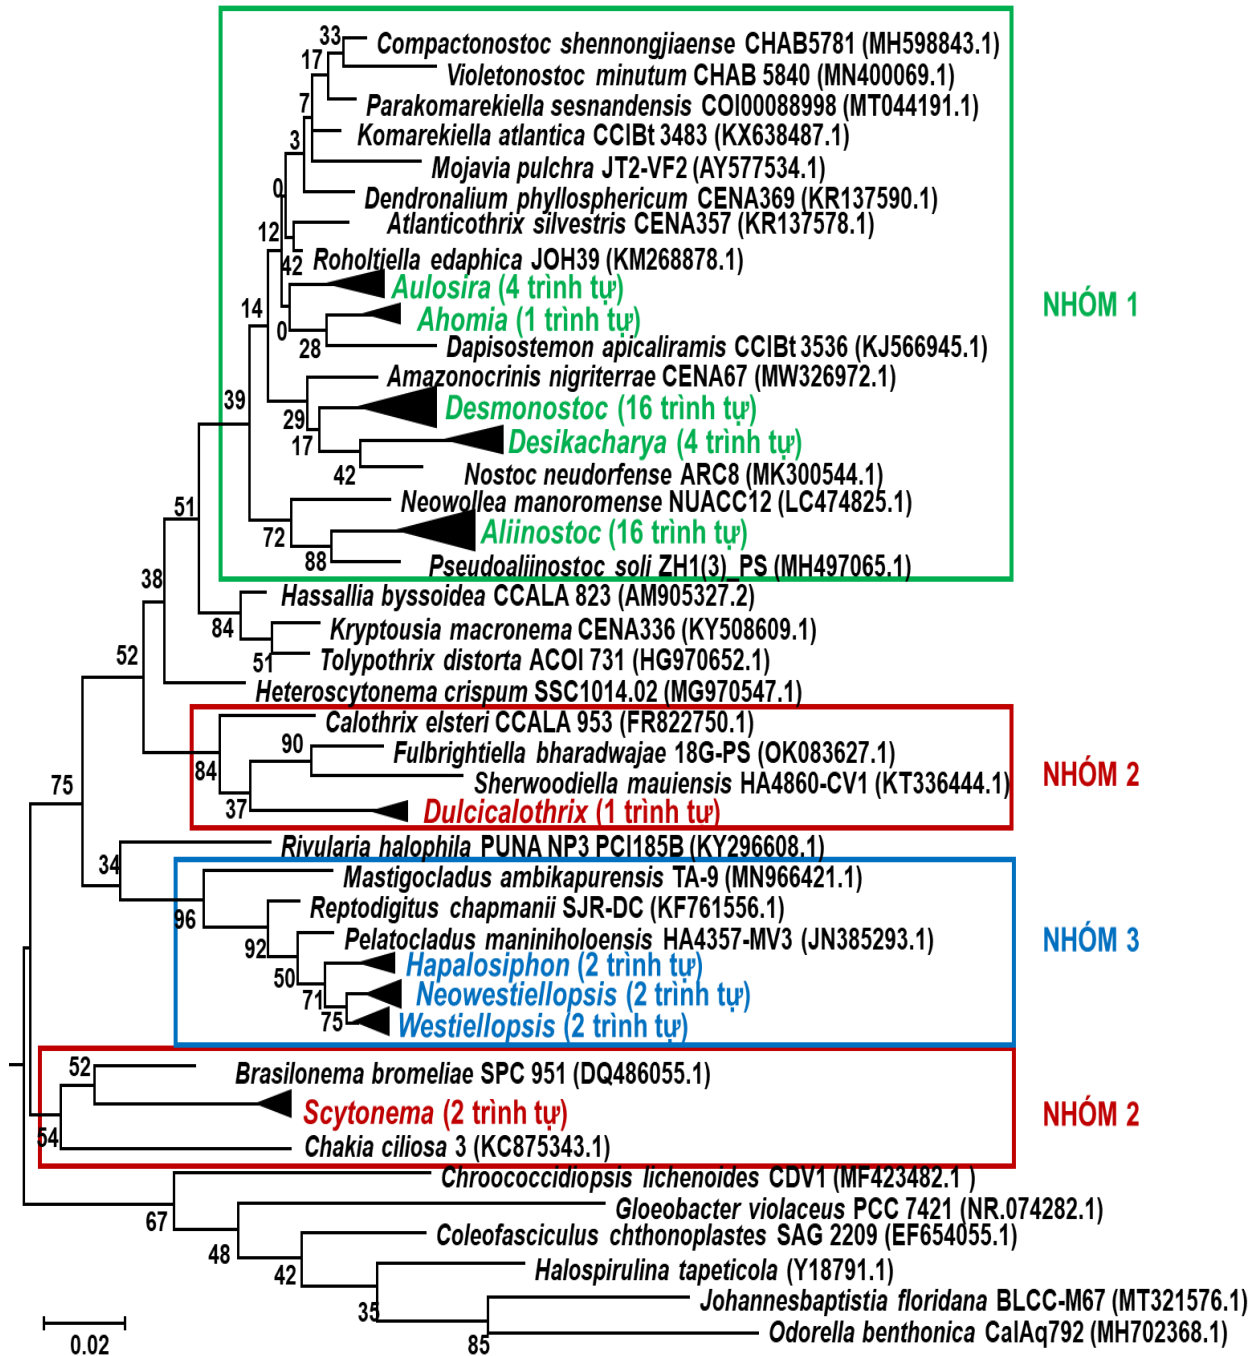 33
Compactonostoc shennongjiaense CHAB5781 (MH598843.1)
17
Violetonostoc minutum CHAB 5840 (MN400069.1)
7
Parakomarekiella sesnandensis COI00088998 (MT044191.1)
Komarekiella atlantica CCIBt 3483 (KX638487.1)
3
Mojavia pulchra JT2-VF2 (AY577534.1)
0
Dendronalium phyllosphericum CENA369 (KR137590.1)
Atlanticothrix silvestris CENA357 (KR137578.1)
12
42
Roholtiella edaphica JOH39 (KM268878.1)
Aulosira (4 trình tự)
14
NHÓM 1
Ahomia (1 trình tự)
0
28
Dapisostemon apicaliramis CCIBt 3536 (KJ566945.1)
Amazonocrinis nigriterrae CENA67 (MW326972.1)
39
Desmonostoc (16 trình tự)
29
17
Desikacharya (4 trình tự)
42
Nostoc neudorfense ARC8 (MK300544.1)
51
Neowollea manoromense NUACC12 (LC474825.1)
72
Aliinostoc (16 trình tự)
88
Pseudoaliinostoc soli ZH1(3)_PS (MH497065.1)
38
Hassallia byssoidea CCALA 823 (AM905327.2)
84
Kryptousia macronema CENA336 (KY508609.1)
52
51
Tolypothrix distorta ACOI 731 (HG970652.1)
Heteroscytonema crispum SSC1014.02 (MG970547.1)
Calothrix elsteri CCALA 953 (FR822750.1)
90
Fulbrightiella bharadwajae 18G-PS (OK083627.1)
84
NHÓM 2
75
Sherwoodiella mauiensis HA4860-CV1 (KT336444.1)
37
Dulcicalothrix (1 trình tự)
Rivularia halophila PUNA NP3 PCI185B (KY296608.1)
34
Mastigocladus ambikapurensis TA-9 (MN966421.1)
96
Reptodigitus chapmanii SJR-DC (KF761556.1)
92
Pelatocladus maniniholoensis HA4357-MV3 (JN385293.1)
NHÓM 3
50
Hapalosiphon (2 trình tự)
71
Neowestiellopsis (2 trình tự)
75
Westiellopsis (2 trình tự)
52
Brasilonema bromeliae SPC 951 (DQ486055.1)
Scytonema (2 trình tự)
NHÓM 2
54
Chakia ciliosa 3 (KC875343.1)
Chroococcidiopsis lichenoides CDV1 (MF423482.1 )
67
Gloeobacter violaceus PCC 7421 (NR.074282.1)
48
Coleofasciculus chthonoplastes SAG 2209 (EF654055.1)
42
Halospirulina tapeticola (Y18791.1)
35
Johannesbaptistia floridana BLCC-M67 (MT321576.1)
85
Odorella benthonica CalAq792 (MH702368.1)
0.02